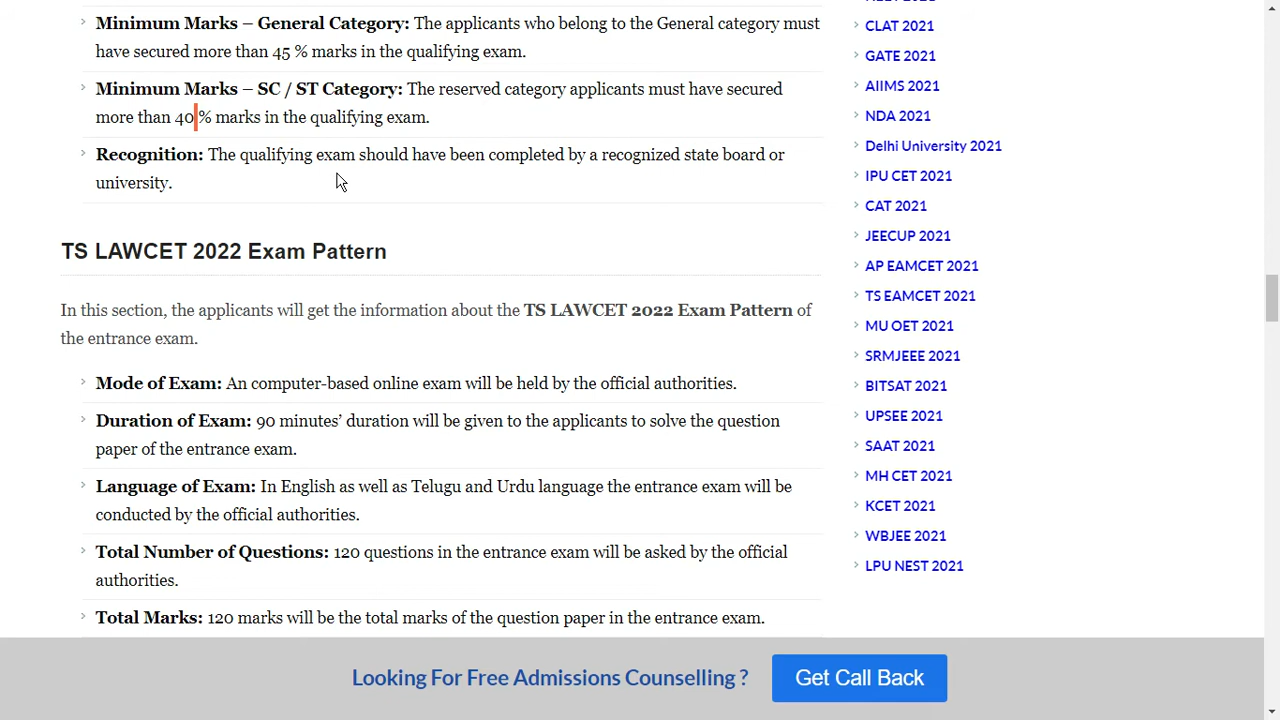 Minimum Marks – General Category: The applicants who belong to the General category must
have secured more than 45 % marks in the qualifying exam.
Minimum Marks – SC / ST Category: The reserved category applicants must have secured
more than 40 % marks in the qualifying exam.
Recognition: The qualifying exam should have been completed by a recognized state board or
university.
TS LAWCET 2022 Exam Pattern
In this section, the applicants will get the information about the TS LAWCET 2022 Exam Pattern of
the entrance exam.
Mode of Exam: An computer-based online exam will be held by the official authorities.
Duration of Exam: 90 minutes’ duration will be given to the applicants to solve the question
paper of the entrance exam.
Language of Exam: In English as well as Telugu and Urdu language the entrance exam will be
conducted by the official authorities.
Total Number of Questions: 120 questions in the entrance exam will be asked by the official
authorities.
Total Marks: 120 marks will be the total marks of the question paper in the entrance exam.
CLAT 2021
GATE 2021
AIIMS 2021
NDA 2021
Delhi University 2021
IPU CET 2021
CAT 2021
JEECUP 2021
AP EAMCET 2021
TS EAMCET 2021
MU OET 2021
SRMJEEE 2021
BITSAT 2021
UPSEE 2021
SAAT 2021
MH CET 2021
KCET 2021
WBJEE 2021
LPU NEST 2021
Looking For Free Admissions Counselling ?
Get Call Back